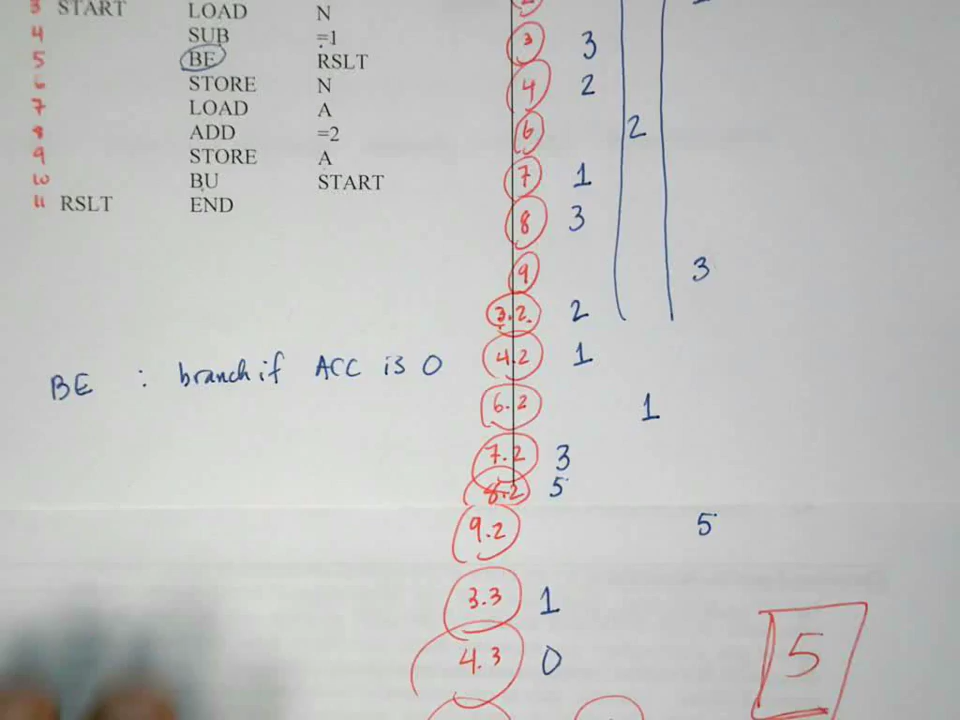 3 START LOAD N
4 SUB =1
5 BE RSLT
6 STORE N
7 LOAD A
8 ADD =2
9 STORE A
10 BU START
11 RSLT END
3 3
4 2
6 2
7 1
8 3
9 3
3.2 2
4.2 1
6.2 1
7.2 3
8.2 5
9.2 5
3.3 1
4.3 0
BE : branch if ACC is 0
5